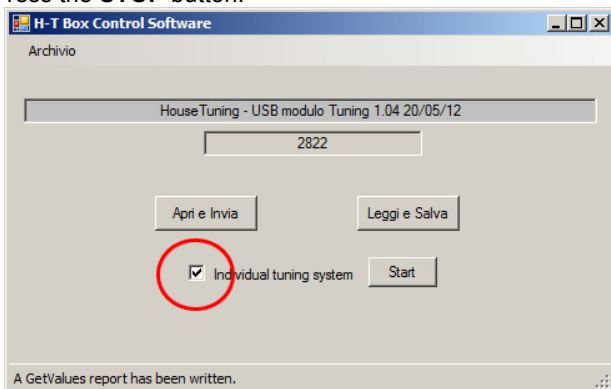 H-T Box Control Software
Archivio
HouseTuning - USB modulo Tuning 1.04 20/05/12
2822
Apri e Invia Leggi e Salva
Individual tuning system Start
A GetValues report has been written.